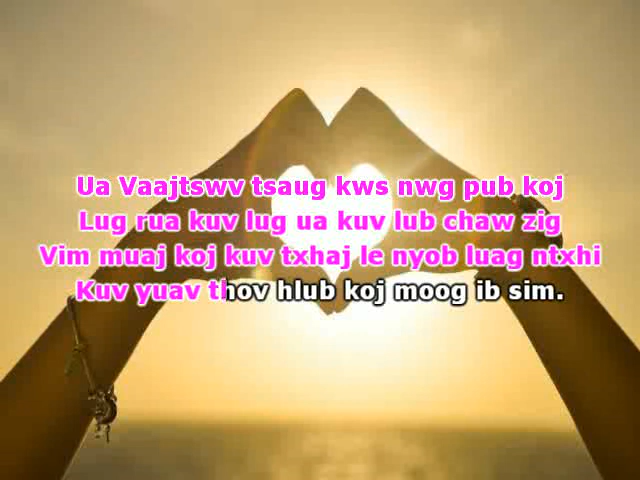 Ua Vaajtswv tsaug kws nwg pub koj
Lug rua kuv lug ua kuv lub chaw zig
Vim muaj koj kuv txhaj le nyob luag ntxhi
Kuv yuav thov hlub koj moog ib sim.